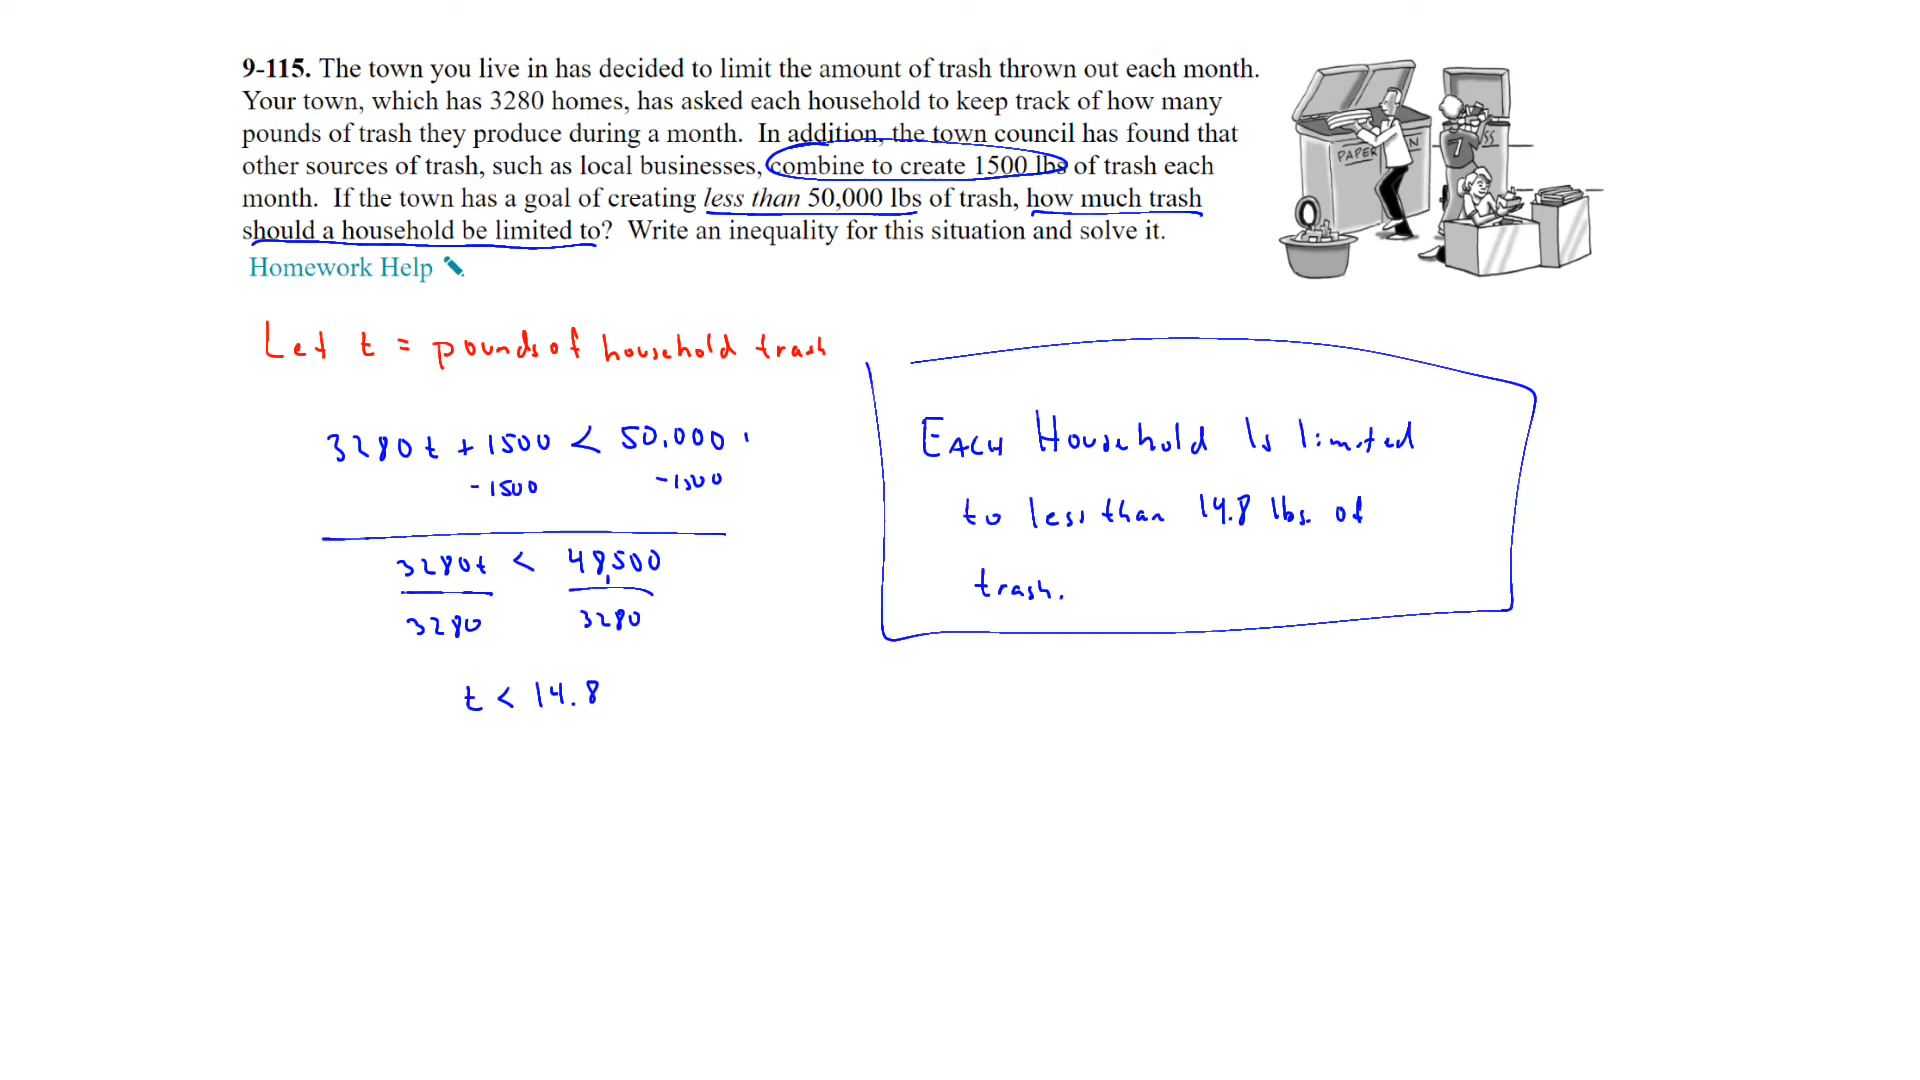 9-115. The town you live in has decided to limit the amount of trash thrown out each month.
Your town, which has 3280 homes, has asked each household to keep track of how many
pounds of trash they produce during a month. In addition, the town council has found that
other sources of trash, such as local businesses, combine to create 1500 lbs of trash each
month. If the town has a goal of creating less than 50,000 lbs of trash, how much trash
should a household be limited to? Write an inequality for this situation and solve it.
Homework Help
PAPER
N
SS
7
Let t = pounds of household trash
3280t + 1500 < 50,000
-1500 -1500
3280t < 48,500
3280 3280
t < 14.8
EACH Household Is limited
to less than 14.8 lbs. of
trash.